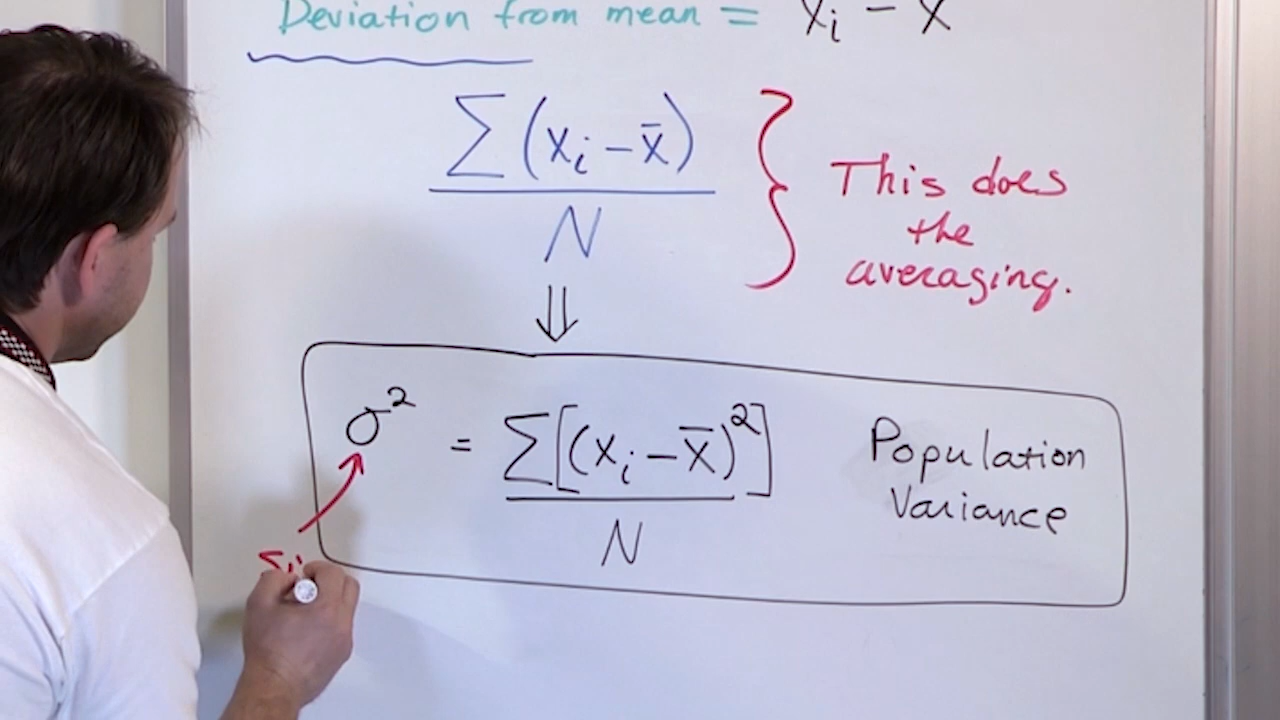 Deviation from mean = xᵢ - x̄
Σ(xᵢ - x̄)
N
This does
the
averaging.
⇓
σ² = Σ[(xᵢ - x̄)²]
N
Population
Variance